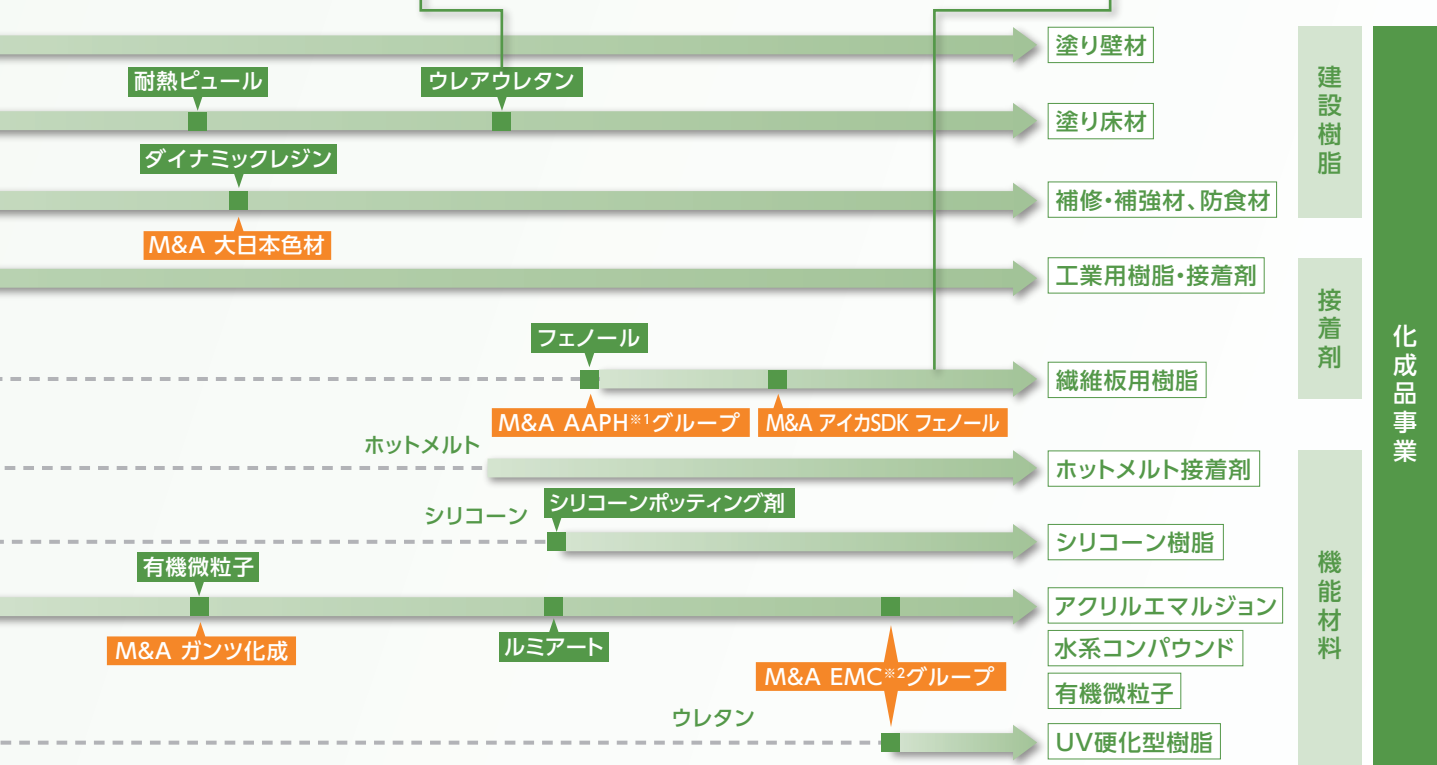 塗り壁材
耐熱ピュール
ウレアウレタン
塗り床材
ダイナミックレジン
補修・補強材、防食材
M&A 大日本色材
建設樹脂
工業用樹脂・接着剤
フェノール
繊維板用樹脂
M&A AAPH※1グループ
M&A アイカSDK フェノール
接着剤
ホットメルト
ホットメルト接着剤
シリコーン
シリコーンポッティング剤
シリコーン樹脂
有機微粒子
アクリルエマルジョン
M&A ガンツ化成
ルミアート
水系コンパウンド
M&A EMC※2グループ
有機微粒子
ウレタン
UV硬化型樹脂
機能材料
化成品事業